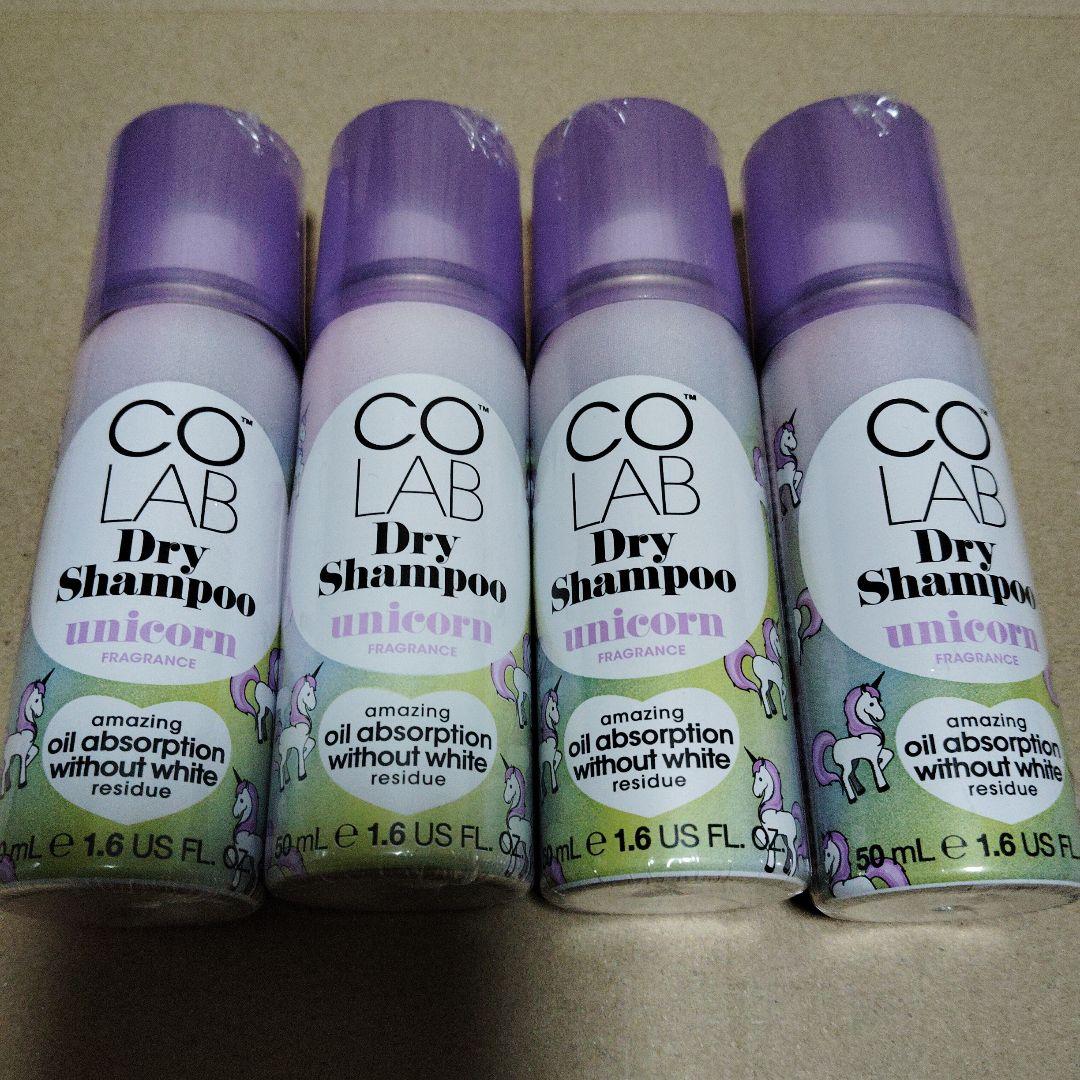 CO™
LAB
Dry
Shampoo
unicorn
FRAGRANCE
amazing
oil absorption
without white
residue
mL e 1.6 US FL. OZ
CO™
LAB
Dry
Shampoo
unicorn
FRAGRANCE
amazing
oil absorption
without white
residue
50 mL e 1.6 US FL. OZ
CO™
LAB
Dry
Shampoo
unicorn
FRAGRANCE
amazing
oil absorption
without white
residue
50 mL e 1.6 US FL. OZ
CO™
LAB
Dry
Shampoo
unicorn
FRAGRANCE
amazing
oil absorption
without white
residue
50 mL e 1.6 US FL.